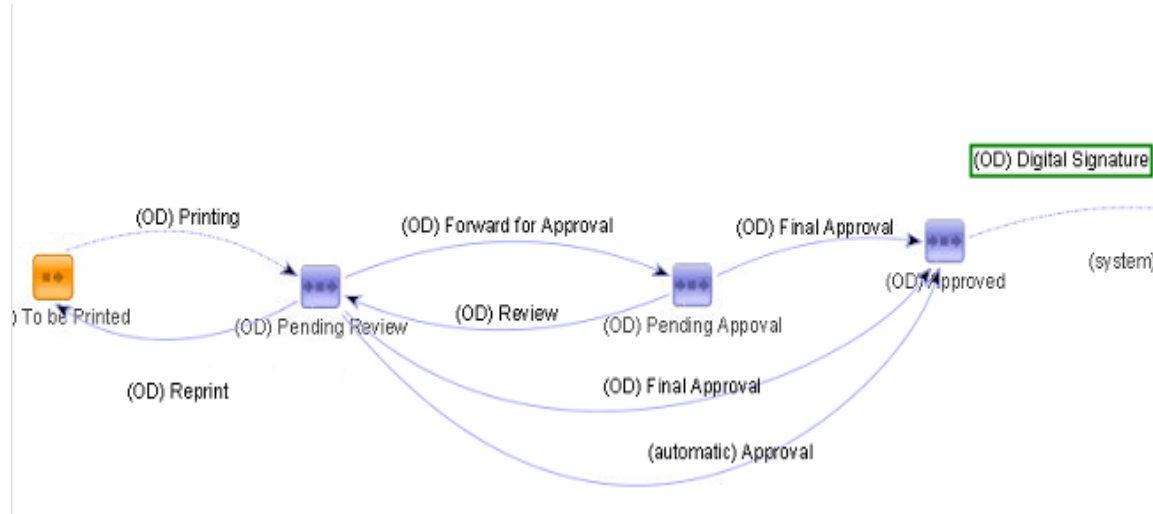 (OD) Digital Signature
(OD) Printing
(OD) Forward for Approval
(OD) Final Approval
(system)
(OD) Approved
) To be Printed
(OD) Review
(OD) Pending Review
(OD) Pending Appoval
(OD) Reprint
(OD) Final Approval
(automatic) Approval